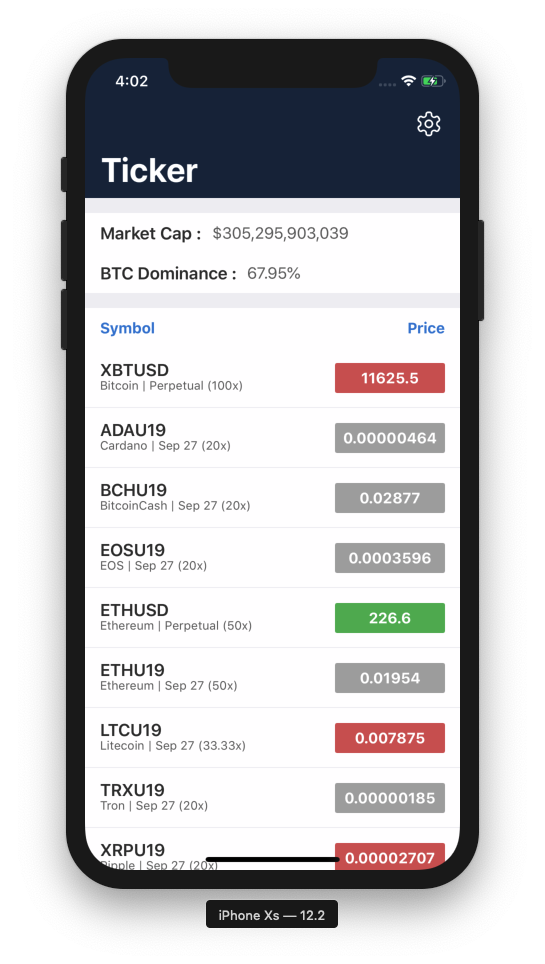 4:02
Ticker
Market Cap : $305,295,903,039
BTC Dominance : 67.95%
Symbol Price
XBTUSD 11625.5
Bitcoin | Perpetual (100x)
ADAU19 0.00000464
Cardano | Sep 27 (20x)
BCHU19 0.02877
BitcoinCash | Sep 27 (20x)
EOSU19 0.0003596
EOS | Sep 27 (20x)
ETHUSD 226.6
Ethereum | Perpetual (50x)
ETHU19 0.01954
Ethereum | Sep 27 (50x)
LTCU19 0.007875
Litecoin | Sep 27 (33.33x)
TRXU19 0.00000185
Tron | Sep 27 (20x)
XRPU19 0.00002707
Ripple | Sep 27 (20x)
iPhone Xs — 12.2